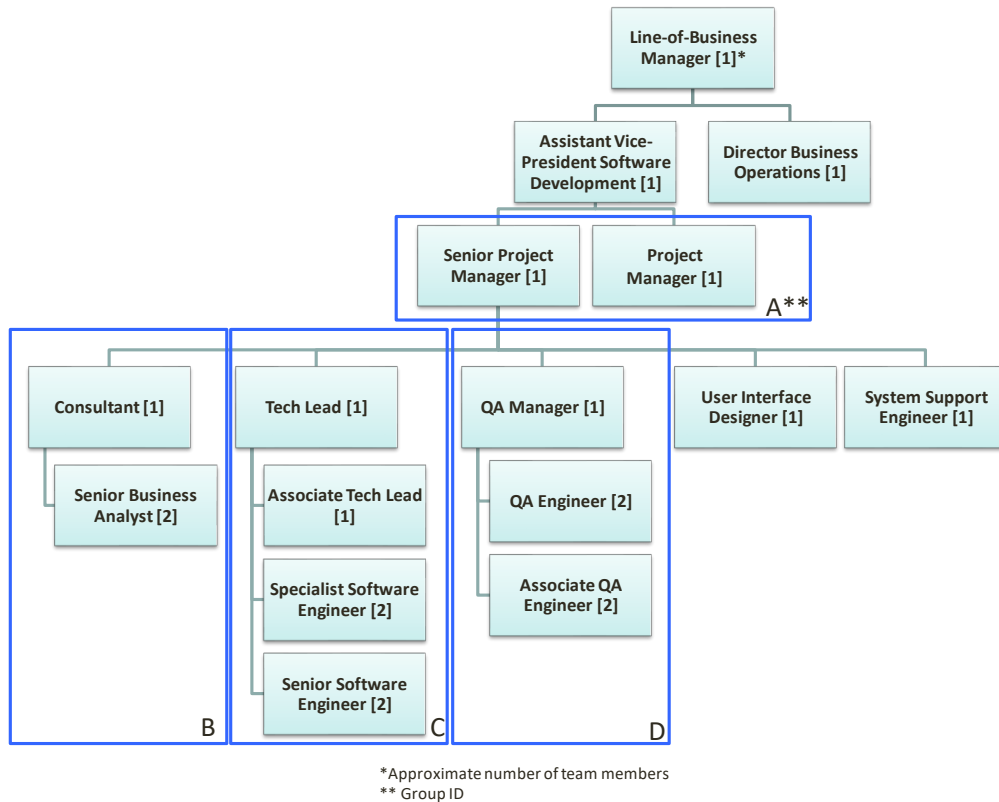 Line-of-Business
Manager [1]*
Assistant Vice-
President Software
Development [1]
Director Business
Operations [1]
Senior Project
Manager [1]
Project
Manager [1]
A**
Consultant [1]
Tech Lead [1]
QA Manager [1]
User Interface
Designer [1]
System Support
Engineer [1]
Senior Business
Analyst [2]
Associate Tech Lead
[1]
QA Engineer [2]
Specialist Software
Engineer [2]
Associate QA
Engineer [2]
Senior Software
Engineer [2]
B
C
D
*Approximate number of team members
** Group ID